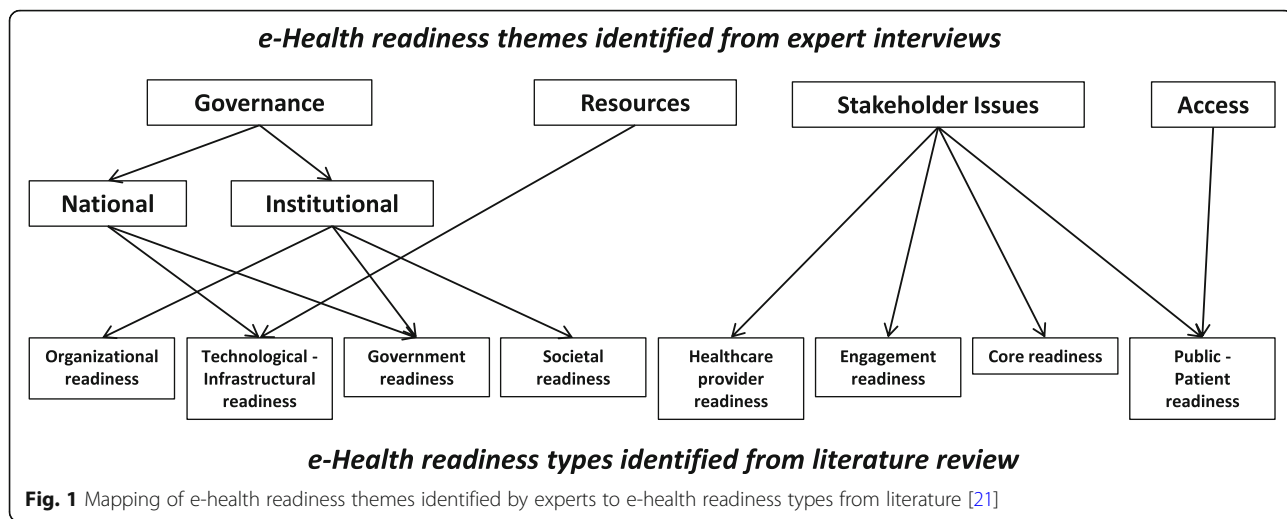 e-Health readiness themes identified from expert interviews
Governance
Resources
Stakeholder Issues
Access
National
Institutional
Organizational
readiness
Technological -
Infrastructural
readiness
Government
readiness
Societal
readiness
Healthcare
provider
readiness
Engagement
readiness
Core readiness
Public -
Patient
readiness
e-Health readiness types identified from literature review
Fig. 1 Mapping of e-health readiness themes identified by experts to e-health readiness types from literature [21]